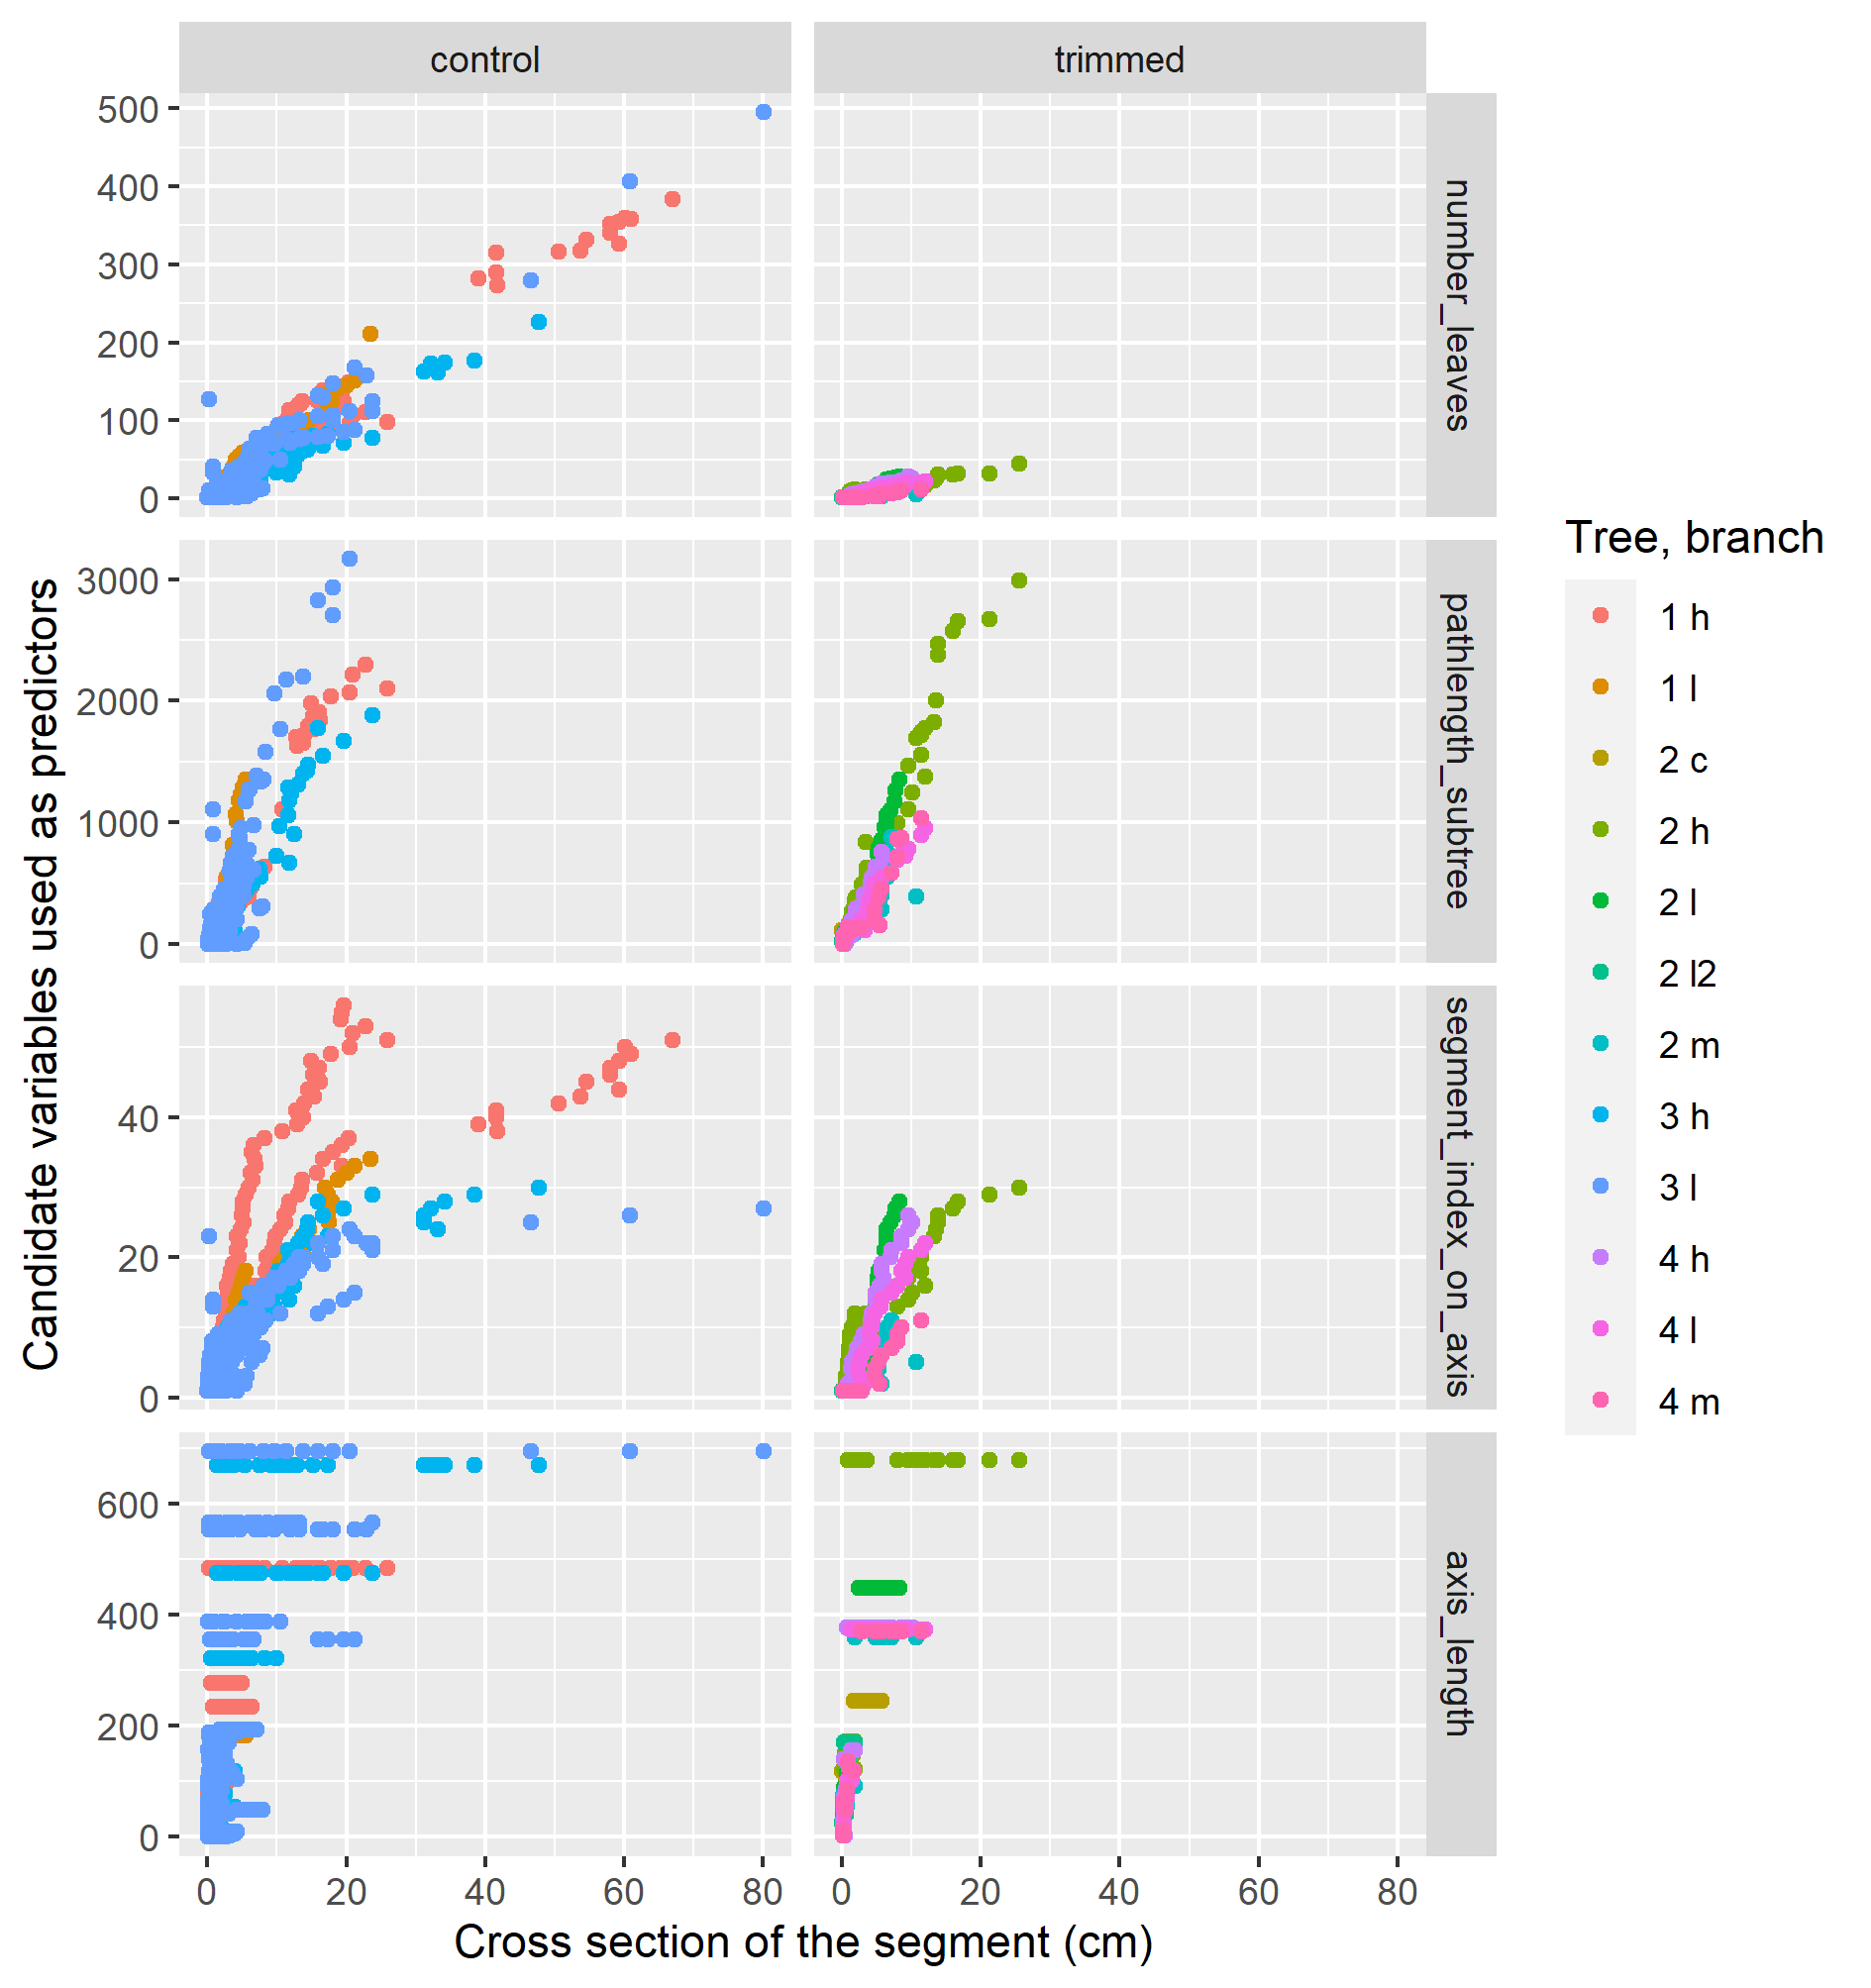 control
trimmed
500
400
300
200
100
0
number_leaves
3000
2000
1000
0
pathlength_subtree
40
20
0
segment_index_on_axis
600
400
200
0
axis_length
0 20 40 60 80
0 20 40 60 80
Cross section of the segment (cm)
Candidate variables used as predictors
Tree, branch
1 h
1 l
2 c
2 h
2 l
2 l2
2 m
3 h
3 l
4 h
4 l
4 m